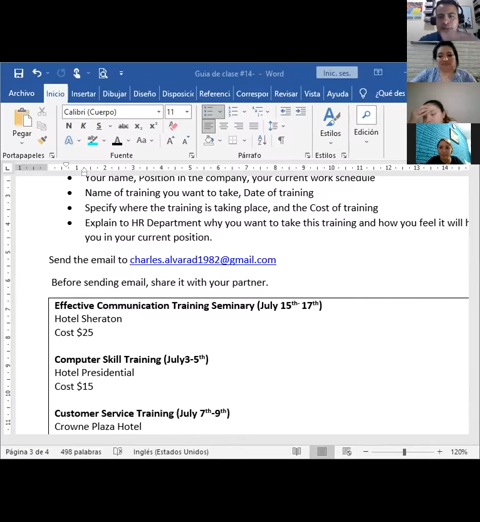 Guia de clase #14- - Word
Inic. ses.
Archivo Inicio Insertar Dibujar Diseño Disposici Referenci Correspor Revisar Vista Ayuda ¿Qué des
Calibri (Cuerpo) 11
Pegar
N K S abc x₂ x²
Aa A A
Estilos
Edición
Portapapeles Fuente Párrafo Estilos
Your name, Position in the company, your current work schedule
• Name of training you want to take, Date of training
• Specify where the training is taking place, and the Cost of training
• Explain to HR Department why you want to take this training and how you feel it will h
you in your current position.
Send the email to charles.alvarad1982@gmail.com
Before sending email, share it with your partner.
Effective Communication Training Seminary (July 15th- 17th)
Hotel Sheraton
Cost $25
Computer Skill Training (July3-5th)
Hotel Presidential
Cost $15
Customer Service Training (July 7th-9th)
Crowne Plaza Hotel
Página 3 de 4 498 palabras Inglés (Estados Unidos) 120%